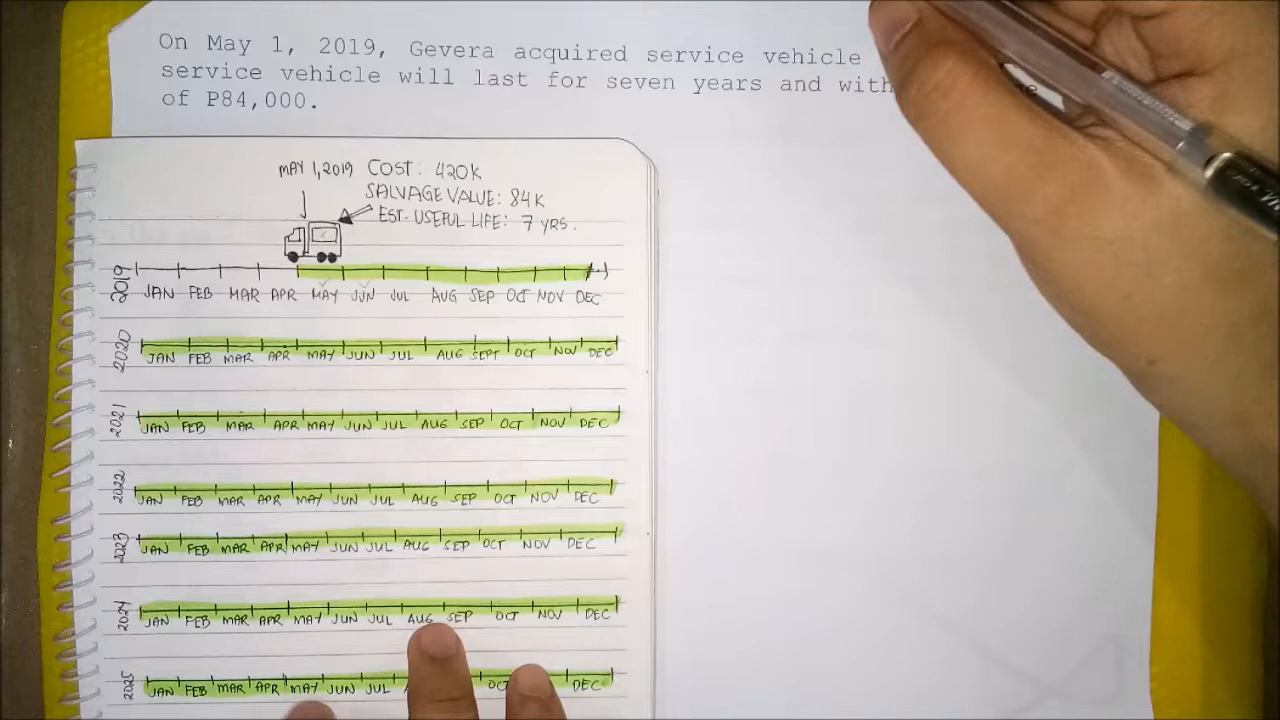 On May 1, 2019, Gevera acquired service vehicle
service vehicle will last for seven years and with
of P84,000.
MAY 1, 2019 COST: 420K
SALVAGE VALUE: 84K
EST. USEFUL LIFE: 7 YRS.
2019
JAN FEB MAR APR MAY JUN JUL AUG SEP OCT NOV DEC
2020
JAN FEB MAR APR MAY JUN JUL AUG SEPT OCT NOV DEC
2021
JAN FEB MAR APR MAY JUN JUL AUG SEP OCT NOV DEC
2022
JAN FEB MAR APR MAY JUN JUL AUG SEP OCT NOV DEC
2023
JAN FEB MAR APR MAY JUN JUL AUG SEP OCT NOV DEC
2024
JAN FEB MAR APR MAY JUN JUL AUG SEP OCT NOV DEC
2025
JAN FEB MAR APR MAY JUN JUL OCT DEC